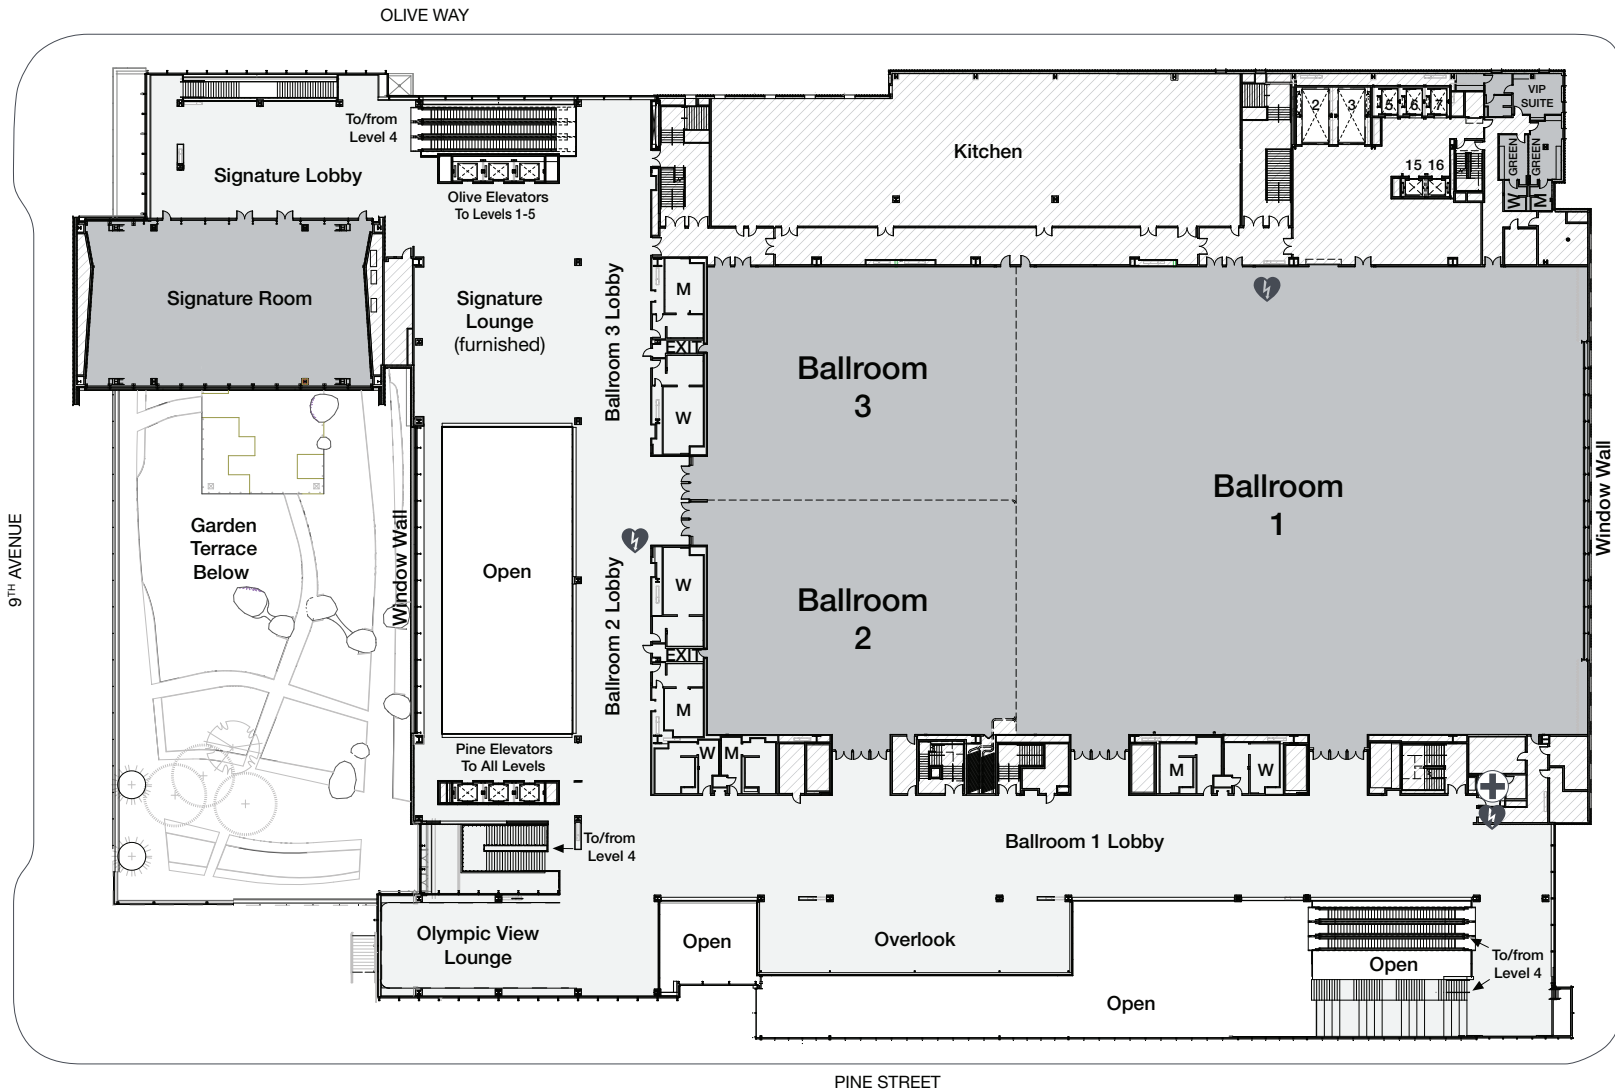 OLIVE WAY
To/from
Level 4
Signature Lobby
Olive Elevators
To Levels 1-5
Kitchen
2
3
5
6
7
VIP
SUITE
15 16
GREEN
GREEN
W
M
Signature Room
Signature
Lounge
(furnished)
Ballroom 3 Lobby
M
EXIT
W
Ballroom
3
Ballroom
1
Window Wall
9TH AVENUE
Garden
Terrace
Below
Window Wall
Open
Ballroom 2 Lobby
W
EXIT
M
Ballroom
2
Pine Elevators
To All Levels
W
M
M
W
To/from
Level 4
Ballroom 1 Lobby
Olympic View
Lounge
Open
Overlook
Open
To/from
Level 4
Open
PINE STREET